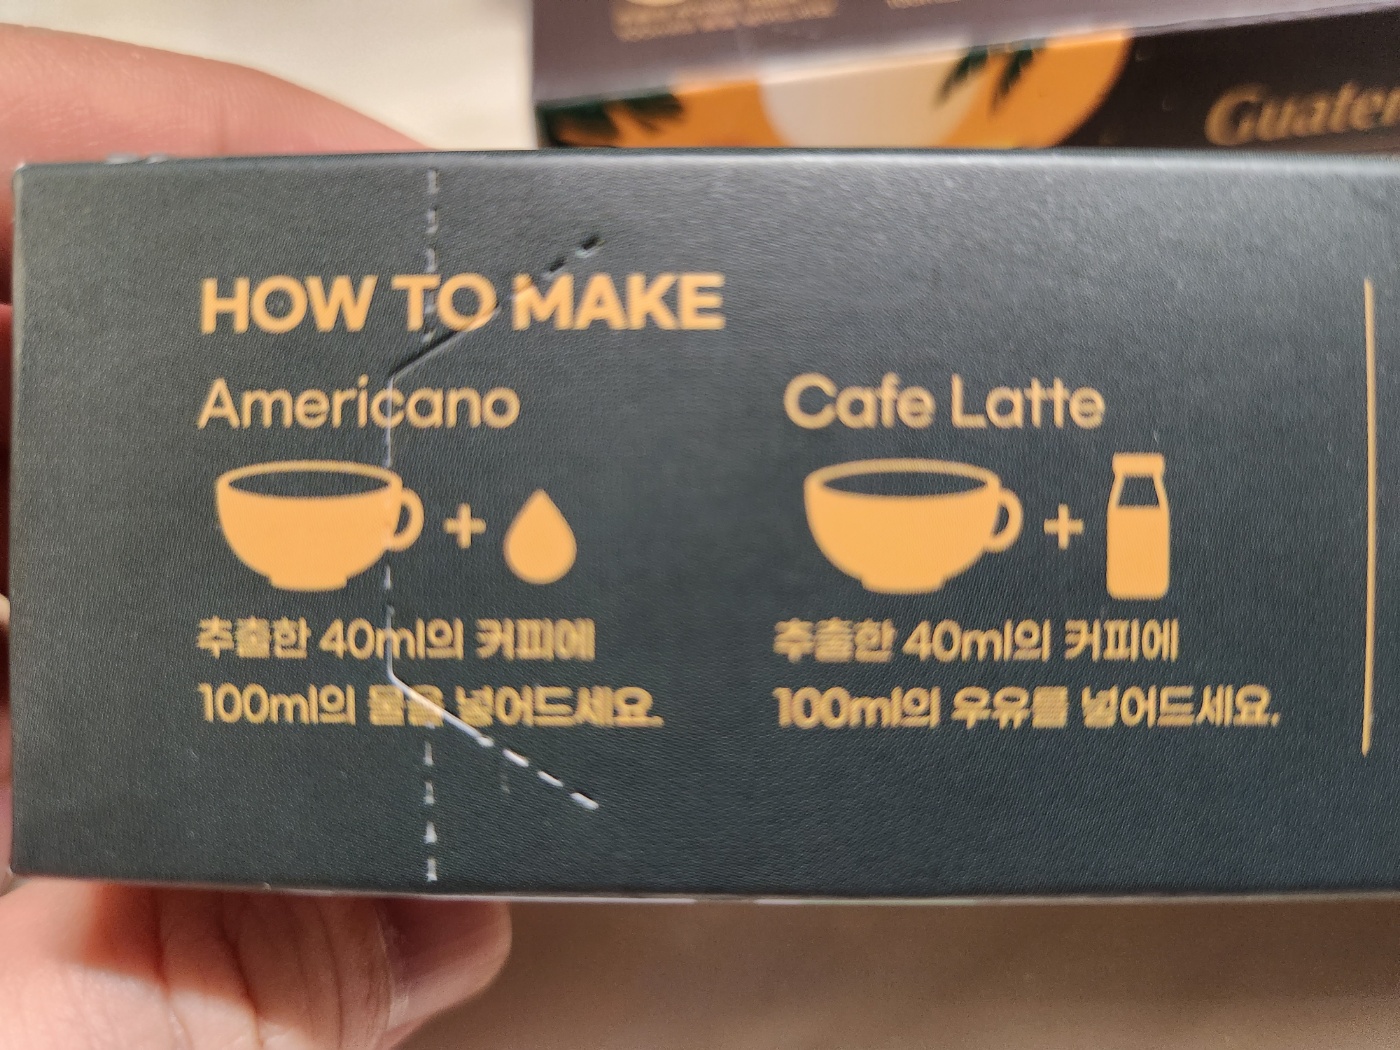 HOW TO MAKE
Americano
추출한 40ml의 커피에
100ml의 물을 넣어드세요.
Cafe Latte
추출한 40ml의 커피에
100ml의 우유를 넣어드세요.